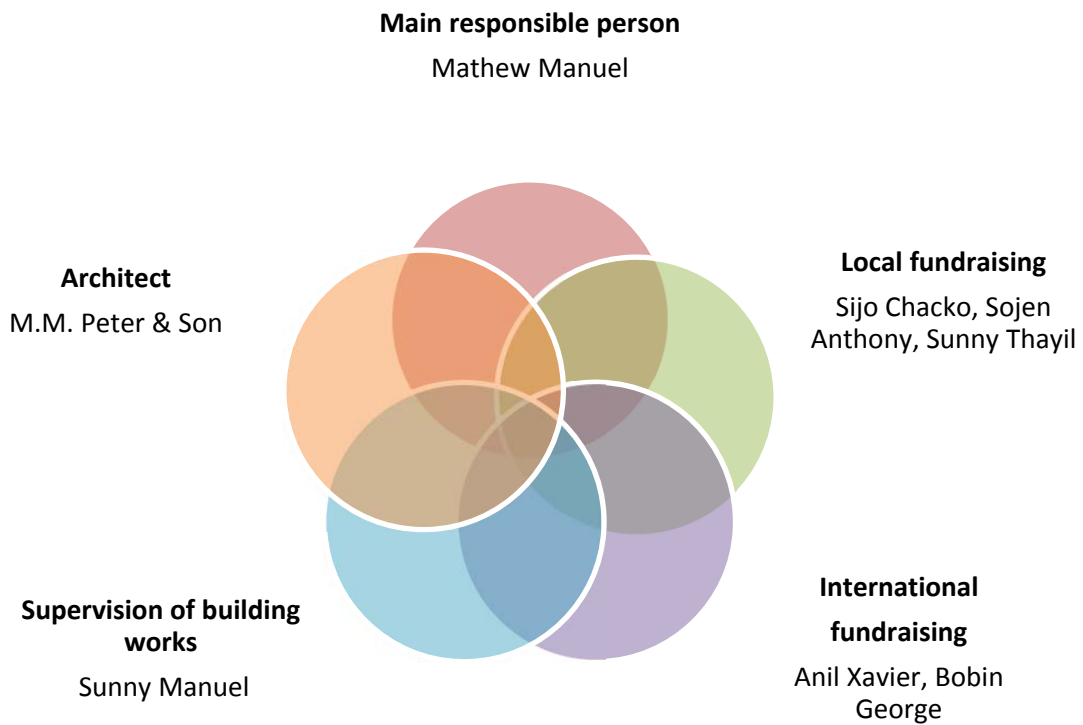 Main responsible person
Mathew Manuel
Architect
M.M. Peter & Son
Local fundraising
Sijo Chacko, Sojen
Anthony, Sunny Thayil
Supervision of building
works
Sunny Manuel
International
fundraising
Anil Xavier, Bobin
George